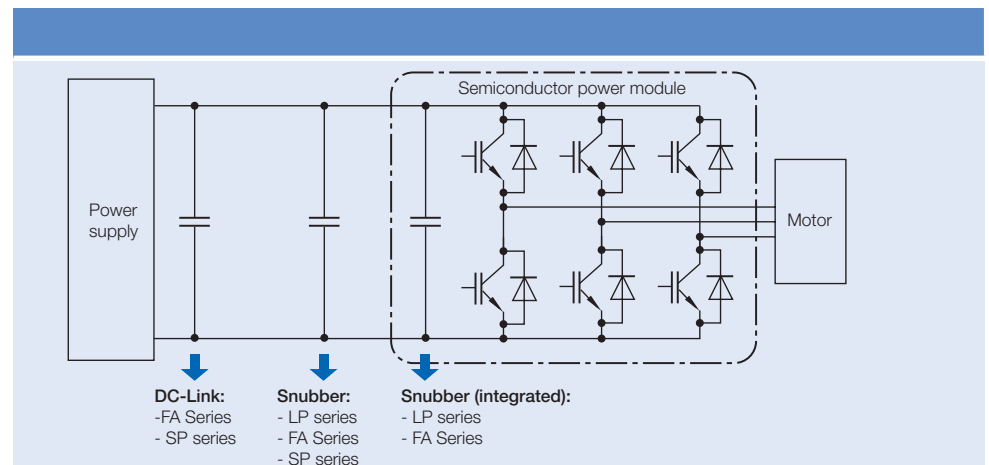 Semiconductor power module
Power
supply
Motor
DC-Link:
-FA Series
- SP series
Snubber:
- LP series
- FA Series
- SP series
Snubber (integrated):
- LP series
- FA Series